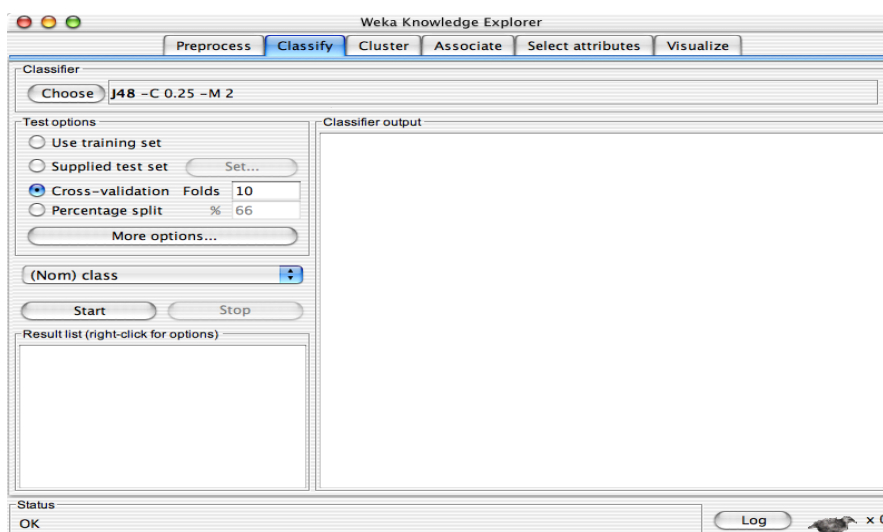 Weka Knowledge Explorer
Preprocess Classify Cluster Associate Select attributes Visualize
Classifier
Choose J48 -C 0.25 -M 2
Test options
Use training set
Supplied test set Set...
Cross-validation Folds 10
Percentage split % 66
More options...
(Nom) class
Start Stop
Result list (right-click for options)
Classifier output
Status
OK
Log x 0